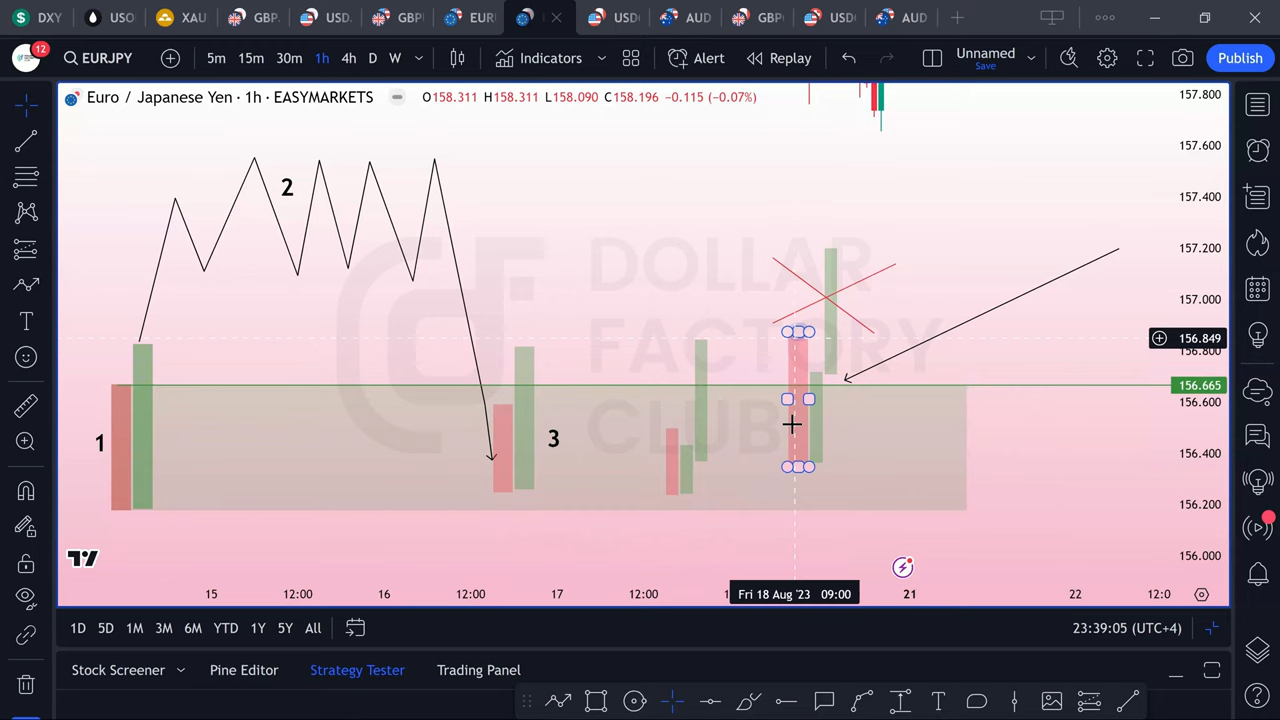 DXY
USO
XAU
GBP.
USD.
GBP
EUR
USD
AUD
GBP
USD
AUD
12
EURJPY
5m
15m
30m
1h
4h
D
W
Indicators
Alert
Replay
Unnamed
Save
Publish
Euro / Japanese Yen · 1h · EASYMARKETS
O158.311 H158.311 L158.090 C158.196 −0.115 (−0.07%)
157.800
157.600
157.400
157.200
157.000
156.849
156.800
156.665
156.600
156.400
156.200
156.000
2
1
3
DOLLAR
FACTORY
CLUB
15
12:00
16
12:00
17
12:00
Fri 18 Aug '23 09:00
21
22
12:0
1D 5D 1M 3M 6M YTD 1Y 5Y All
23:39:05 (UTC+4)
Stock Screener
Pine Editor
Strategy Tester
Trading Panel